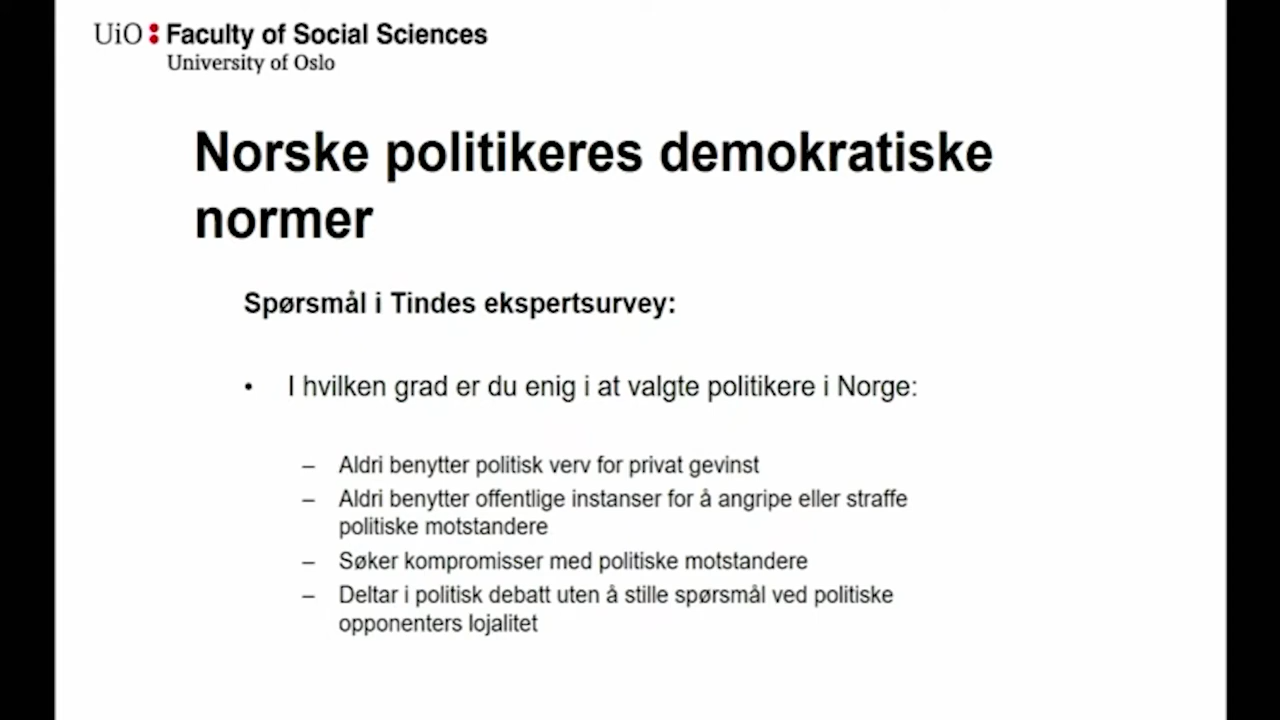 UiO : Faculty of Social Sciences
University of Oslo
Norske politikeres demokratiske
normer
Spørsmål i Tindes ekspertsurvey:
• I hvilken grad er du enig i at valgte politikere i Norge:
– Aldri benytter politisk verv for privat gevinst
– Aldri benytter offentlige instanser for å angripe eller straffe
politiske motstandere
– Søker kompromisser med politiske motstandere
– Deltar i politisk debatt uten å stille spørsmål ved politiske
opponenters lojalitet